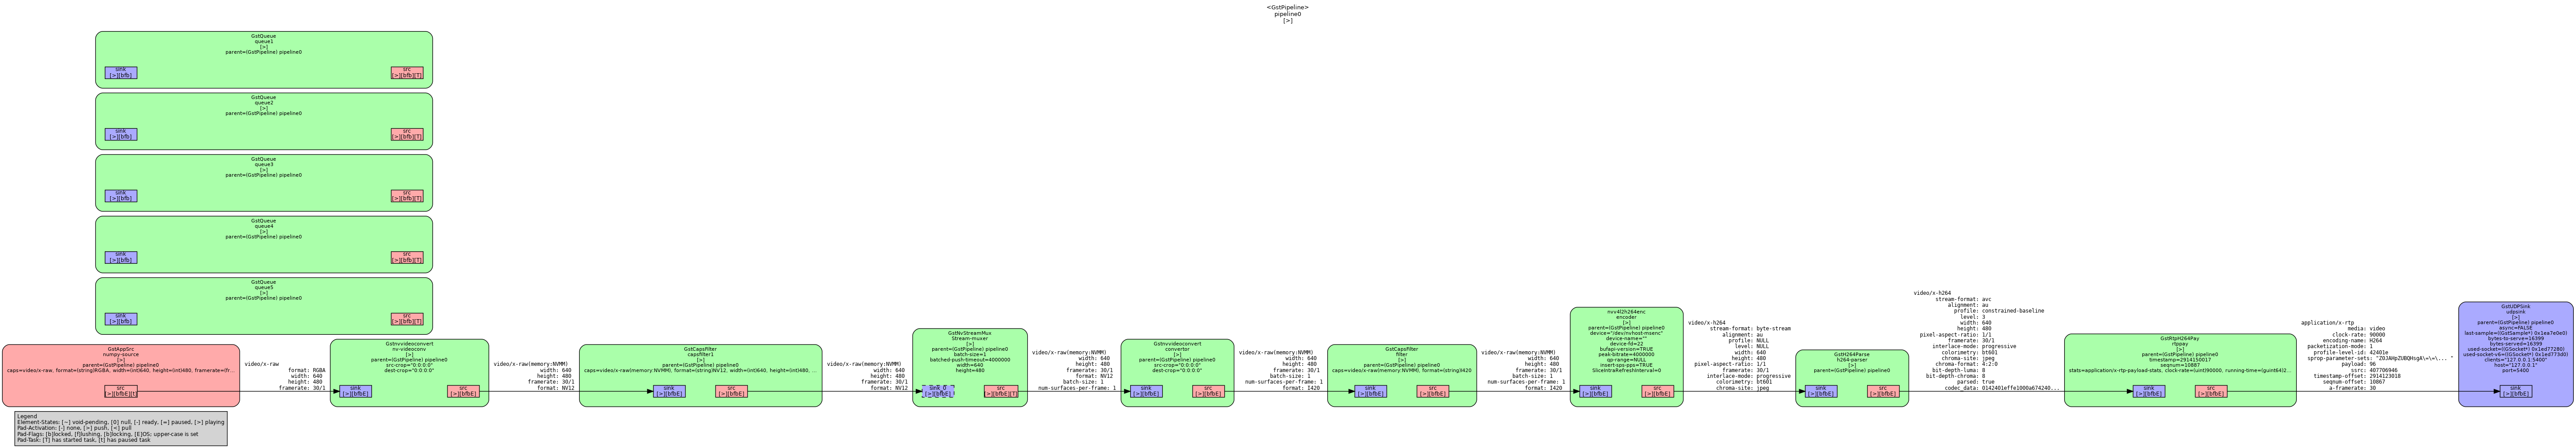 <GstPipeline>
pipeline0
[>]
GstQueue
queue1
[>]
parent=(GstPipeline) pipeline0
sink
[>][bfb]
src
[>][bfb][T]
GstQueue
queue2
[>]
parent=(GstPipeline) pipeline0
sink
[>][bfb]
src
[>][bfb][T]
GstQueue
queue3
[>]
parent=(GstPipeline) pipeline0
sink
[>][bfb]
src
[>][bfb][T]
GstQueue
queue4
[>]
parent=(GstPipeline) pipeline0
sink
[>][bfb]
src
[>][bfb][T]
GstQueue
queue5
[>]
parent=(GstPipeline) pipeline0
sink
[>][bfb]
src
[>][bfb][T]
GstAppSrc
numpy-source
[>]
parent=(GstPipeline) pipeline0
caps=video/x-raw, format=(string)RGBA, width=(int)640, height=(int)480, framerate=(fr…
src
[>][bfbE][t]
video/x-raw
format: RGBA
width: 640
height: 480
framerate: 30/1
Gstnvvideoconvert
nv-videoconv
[>]
parent=(GstPipeline) pipeline0
src-crop="0:0:0:0"
dest-crop="0:0:0:0"
sink
[>][bfbE]
src
[>][bfbE]
video/x-raw(memory:NVMM)
width: 640
height: 480
framerate: 30/1
format: NV12
GstCapsFilter
capsfilter1
[>]
parent=(GstPipeline) pipeline0
caps=video/x-raw(memory:NVMM), format=(string)NV12, width=(int)640, height=(int)480, …
sink
[>][bfbE]
src
[>][bfbE]
video/x-raw(memory:NVMM)
width: 640
height: 480
framerate: 30/1
format: NV12
GstNvStreamMux
Stream-muxer
[>]
parent=(GstPipeline) pipeline0
batch-size=1
batched-push-timeout=4000000
width=640
height=480
sink_0
[>][bfbE]
src
[>][bfbE][T]
video/x-raw(memory:NVMM)
width: 640
height: 480
framerate: 30/1
format: NV12
batch-size: 1
num-surfaces-per-frame: 1
Gstnvvideoconvert
convertor
[>]
parent=(GstPipeline) pipeline0
src-crop="0:0:0:0"
dest-crop="0:0:0:0"
sink
[>][bfbE]
src
[>][bfbE]
video/x-raw(memory:NVMM)
width: 640
height: 480
framerate: 30/1
batch-size: 1
num-surfaces-per-frame: 1
format: I420
GstCapsFilter
filter
[>]
parent=(GstPipeline) pipeline0
caps=video/x-raw(memory:NVMM), format=(string)I420
sink
[>][bfbE]
src
[>][bfbE]
video/x-raw(memory:NVMM)
width: 640
height: 480
framerate: 30/1
batch-size: 1
num-surfaces-per-frame: 1
format: I420
nvv4l2h264enc
encoder
[>]
parent=(GstPipeline) pipeline0
device="/dev/nvhost-msenc"
device-name=""
device-fd=22
bufapi-version=TRUE
peak-bitrate=4000000
qp-range=NULL
insert-sps-pps=TRUE
SliceIntraRefreshInterval=0
sink
[>][bfbE]
src
[>][bfbE]
video/x-h264
stream-format: byte-stream
alignment: au
profile: NULL
level: NULL
width: 640
height: 480
pixel-aspect-ratio: 1/1
framerate: 30/1
interlace-mode: progressive
colorimetry: bt601
chroma-site: jpeg
GstH264Parse
h264-parser
[>]
parent=(GstPipeline) pipeline0
sink
[>][bfbE]
src
[>][bfbE]
video/x-h264
stream-format: avc
alignment: au
profile: constrained-baseline
level: 3
width: 640
height: 480
pixel-aspect-ratio: 1/1
framerate: 30/1
interlace-mode: progressive
colorimetry: bt601
chroma-site: jpeg
chroma-format: 4:2:0
bit-depth-luma: 8
bit-depth-chroma: 8
parsed: true
codec_data: 0142401effe1000a674240...
GstRtpH264Pay
rtppay
[>]
parent=(GstPipeline) pipeline0
timestamp=2914150017
seqnum=10887
stats=application/x-rtp-payload-stats, clock-rate=(uint)90000, running-time=(guint64)2…
sink
[>][bfbE]
src
[>][bfbE]
application/x-rtp
media: video
clock-rate: 90000
encoding-name: H264
packetization-mode: 1
profile-level-id: 42401e
payload: 96
ssrc: 407706946
timestamp-offset: 2914123018
seqnum-offset: 10867
a-framerate: 30
GstUDPSink
udpsink
[>]
parent=(GstPipeline) pipeline0
async=FALSE
last-sample=((GstSample*) 0x1ea7e0e0)
bytes-to-serve=16399
bytes-served=16399
used-socket=((GSocket*) 0x1ed77280)
used-socket-v6=((GSocket*) 0x1ed773d0)
clients="127.0.0.1:5400"
host="127.0.0.1"
port=5400
sink
[>][bfbE]
Legend
Element-States: [~] void-pending, [0] null, [-] ready, [=] paused, [>] playing
Pad-Activation: [-] none, [>] push, [<] pull
Pad-Flags: [b]locked, [f]lushing, [b]locking, [E]OS; upper-case is set
Pad-Task: [T] has started task, [t] has paused task